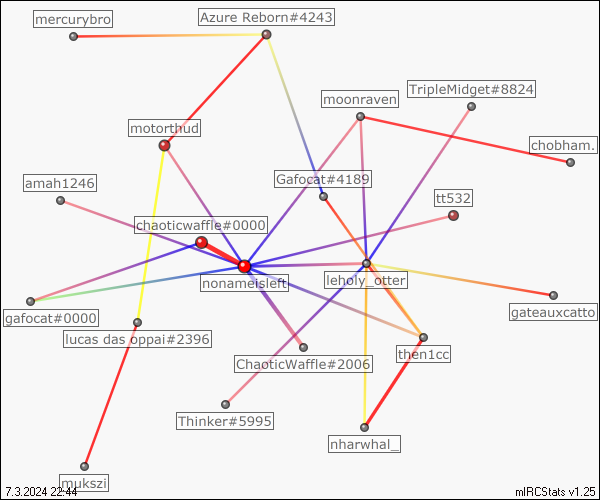 Azure Reborn#4243
mercurybro
TripleMidget#8824
moonraven
motorthud
chobham.
Gafocat#4189
amah1246
tt532
chaoticwaffle#0000
leholy_otter
nonameisleft
gateauxcatto
gafocat#0000
lucas das oppai#2396
then1cc
ChaoticWaffle#2006
Thinker#5995
nharwhal_
mukszi
7.3.2024 22:44
mIRCStats v1.25